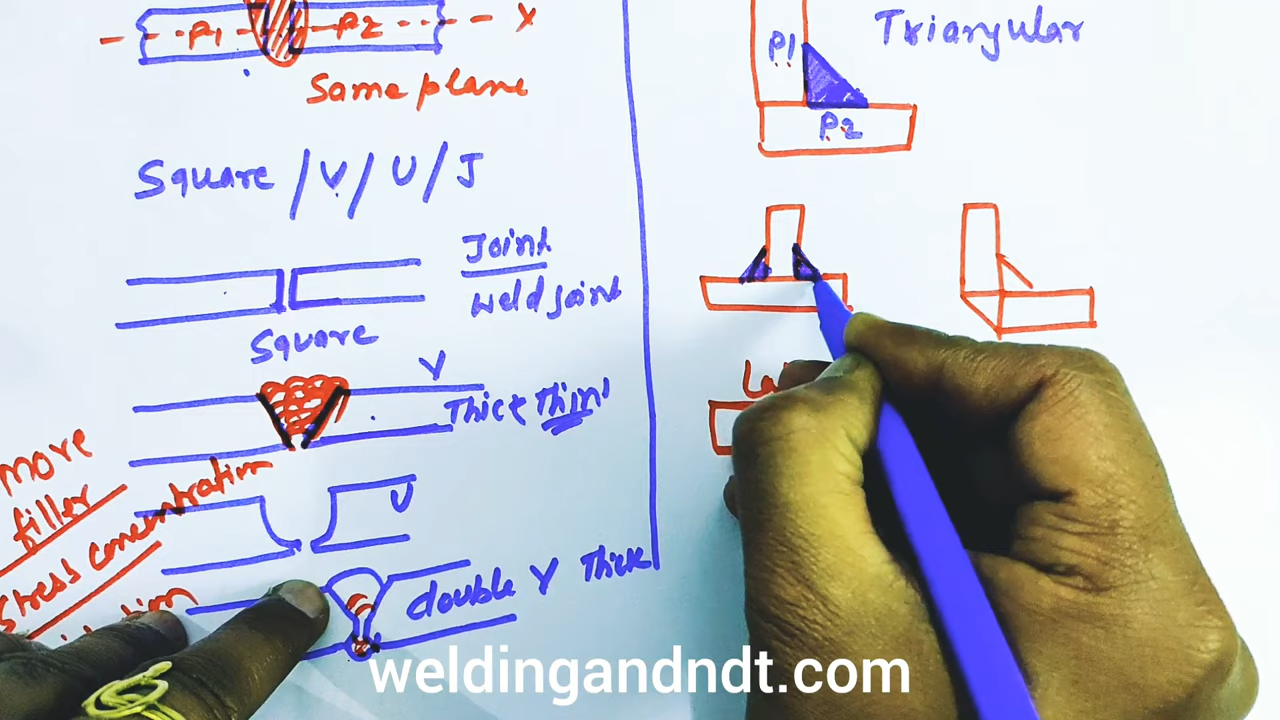 P1 P2 X
Same plane
Square / V / U / J
Joint
Weld joint
Square
V
Thick Thin
More
filler
Stress concentration
U
double V Thick
Triangular
P1
P2
weldingandndt.com